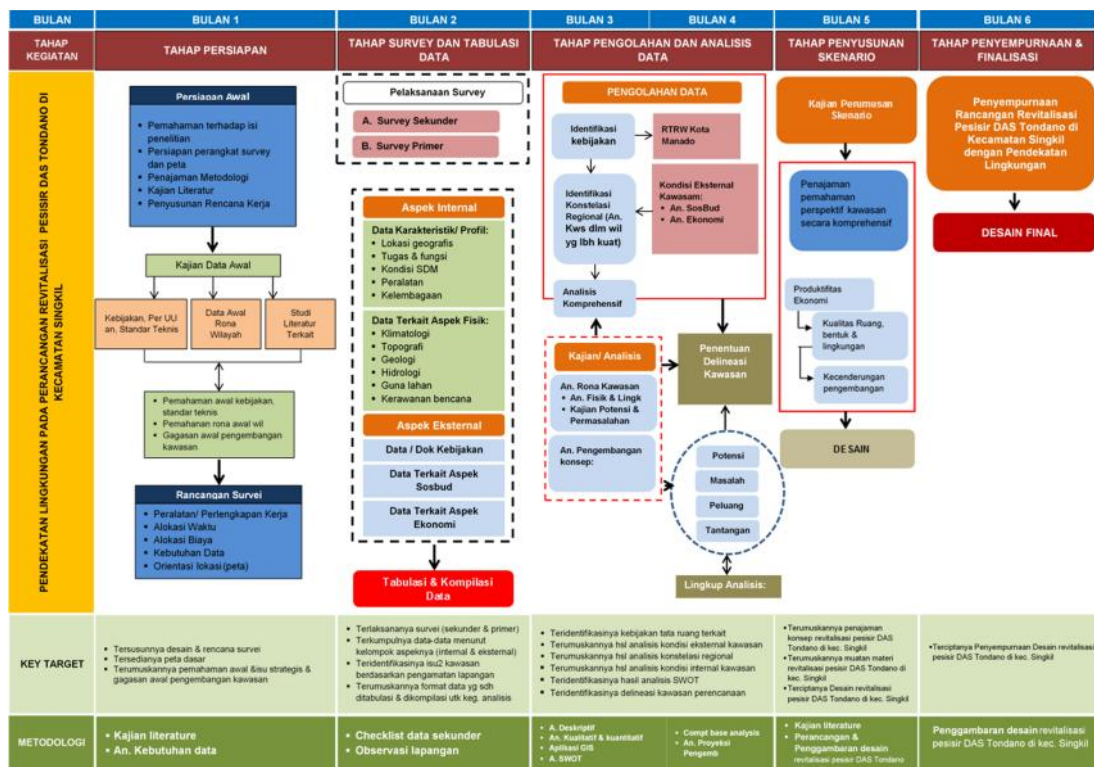 BULAN
BULAN 1
BULAN 2
BULAN 3
BULAN 4
BULAN 5
BULAN 6
TAHAP
KEGIATAN
TAHAP PERSIAPAN
TAHAP SURVEY DAN TABULASI
DATA
TAHAP PENGOLAHAN DAN ANALISIS
DATA
TAHAP PENYUSUNAN
SKENARIO
TAHAP PENYEMPURNAAN &
FINALISASI
PENDEKATAN LINGKUNGAN PADA PERANCANGAN REVITALISASI PESISIR DAS TONDANO DI
KECAMATAN SINGKIL
Persiapan Awal
▪ Pemahaman terhadap isi
penelitian
▪ Persiapan perangkat survey
dan peta
▪ Penajaman Metodologi
▪ Kajian Literatur
▪ Penyusunan Rencana Kerja
Kajian Data Awal
Kebijakan, Per UU
an, Standar Teknis
Data Awal
Rona
Wilayah
Studi
Literatur
Terkait
▪ Pemahaman awal kebijakan,
standar teknis
▪ Pemahanan rona awal wil
▪ Gagasan awal pengembangan
kawasan
Rancangan Survei
▪ Peralatan/ Perlengkapan Kerja
▪ Alokasi Waktu
▪ Alokasi Biaya
▪ Kebutuhan Data
▪ Orientasi lokasi (peta)
Pelaksanaan Survey
A. Survey Sekunder
B. Survey Primer
Aspek Internal
Data Karakteristik/ Profil:
▪ Lokasi geografis
▪ Tugas & fungsi
▪ Kondisi SDM
▪ Peralatan
▪ Kelembagaan
Data Terkait Aspek Fisik:
▪ Klimatologi
▪ Topografi
▪ Geologi
▪ Hidrologi
▪ Guna lahan
▪ Kerawanan bencana
Aspek Eksternal
Data / Dok Kebijakan
Data Terkait Aspek
Sosbud
Data Terkait Aspek
Ekonomi
Tabulasi & Kompilasi
Data
PENGOLAHAN DATA
Identifikasi
kebijakan
RTRW Kota
Manado
Identifikasi
Konstelasi
Regional (An.
Kws dlm wil
yg lbh kuat)
Kondisi Eksternal
Kawasam:
• An. SosBud
• An. Ekonomi
Analisis
Komprehensif
Kajian/ Analisis
An. Rona Kawasan
• An. Fisik & Lingk
• Kajian Potensi &
Permasalahan
An. Pengembangan
konsep:
Penentuan
Delineasi
Kawasan
Potensi
Masalah
Peluang
Tantangan
Lingkup Analisis:
Kajian Perumusan
Skenario
Penajaman
pemahaman
perspektif kawasan
secara komprehensif
Produktifitas
Ekonomi
Kualitas Ruang,
bentuk &
lingkungan
Kecenderungan
pengembangan
DESAIN
Penyempurnaan
Rancangan Revitalisasi
Pesisir DAS Tondano di
Kecamatan Singkil
dengan Pendekatan
Lingkungan
DESAIN FINAL
KEY TARGET
▪ Tersusunnya desain & rencana survei
▪ Tersedianya peta dasar
▪ Terumuskannya pemahaman awal &isu strategis &
gagasan awal pengembangan kawasan
▪ Terlaksananya survei (sekunder & primer)
▪ Terkumpulnya data-data menurut
kelompok aspeknya (internal & eksternal)
▪ Teridentifikasinya isu2 kawasan
berdasarkan pengamatan lapangan
▪ Terumuskannya format data yg sdh
ditabulasi & dikompilasi utk keg. analisis
▪ Teridentifikasinya kebijakan tata ruang terkait
▪ Terumuskannya hsl analisis kondisi eksternal kawasan
▪ Terumuskannya hsl analisis konstelasi regional
▪ Terumuskannya hsl analisis kondisi internal kawasan
▪ Teridentifikasinya hasil analisis SWOT
▪ Teridentifikasinya delineasi kawasan perencanaan
▪Terumuskannya penajaman
konsep revitalisasi pesisir DAS
Tondano di kec. Singkil
▪Terumuskannya muatan materi
revitalisasi pesisir DAS Tondano di
kec. Singkil
▪Terciptanya Desain revitalisasi
pesisir DAS Tondano di kec. Singkil
▪Terciptanya Penyempurnaan Desain revitalisasi
pesisir DAS Tondano di kec. Singkil
METODOLOGI
▪ Kajian literature
▪ An. Kebutuhan data
▪ Checklist data sekunder
▪ Observasi lapangan
▪ A. Deskriptif
▪ An. Kualitatif & kuantitatif
▪ Aplikasi GIS
▪ A. SWOT
▪ Compt base analysis
▪ An. Proyeksi
Pengemb
▪ Kajian literature
▪ Perancangan &
Penggambaran desain
revitalisasi pesisir DAS Tondano
Penggambaran desain revitalisasi
pesisir DAS Tondano di kec. Singkil